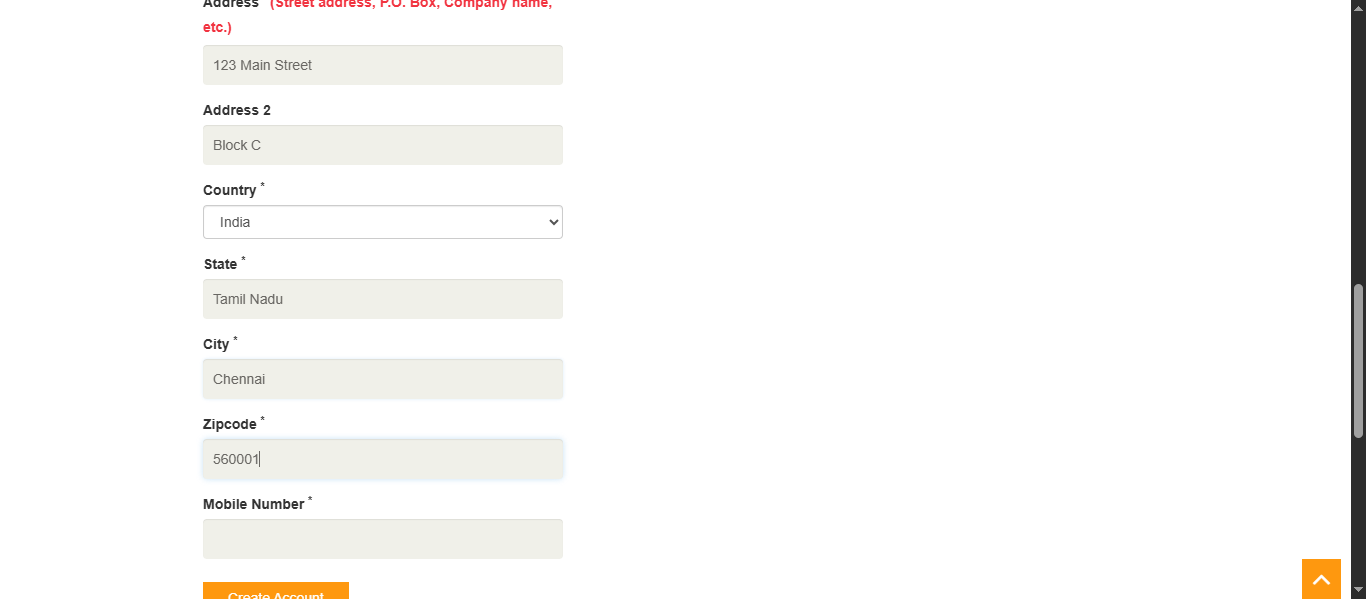 Address * (Street address, P.O. Box, Company name,
etc.)
123 Main Street
Address 2
Block C
Country *
India
State *
Tamil Nadu
City *
Chennai
Zipcode *
560001
Mobile Number *
Create Account